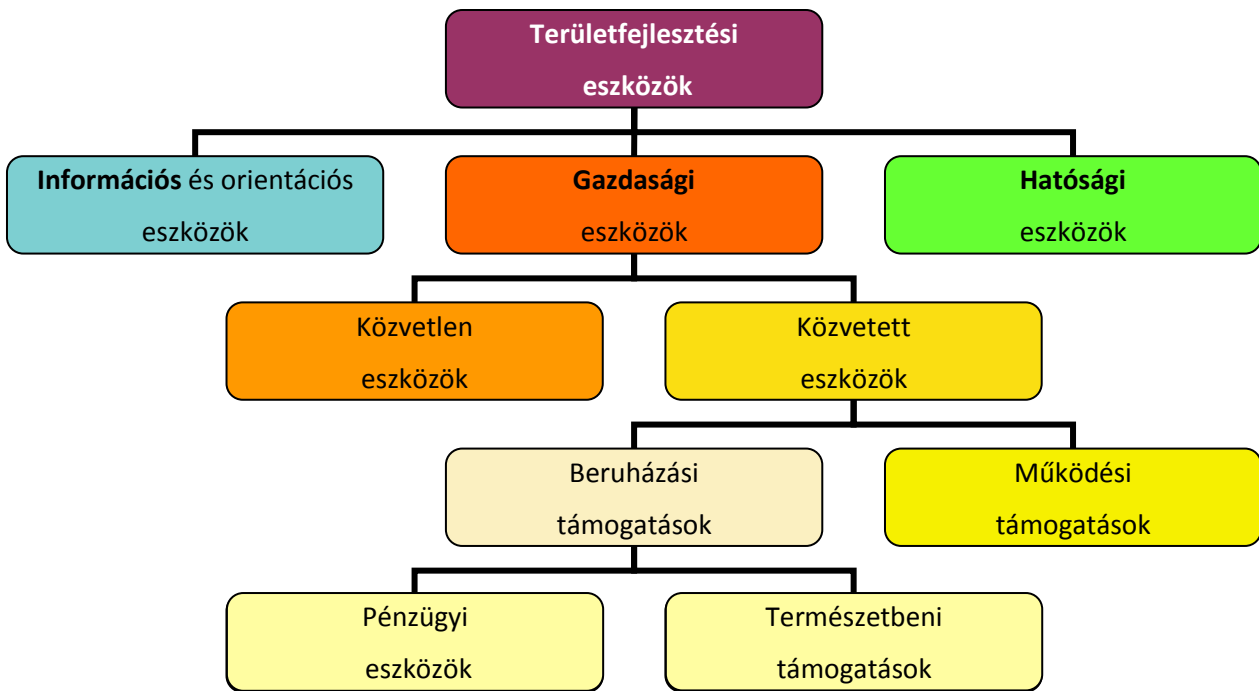 Területfejlesztési
eszközök
Információs és orientációs
eszközök
Gazdasági
eszközök
Hatósági
eszközök
Közvetlen
eszközök
Közvetett
eszközök
Beruházási
támogatások
Működési
támogatások
Pénzügyi
eszközök
Természetbeni
támogatások